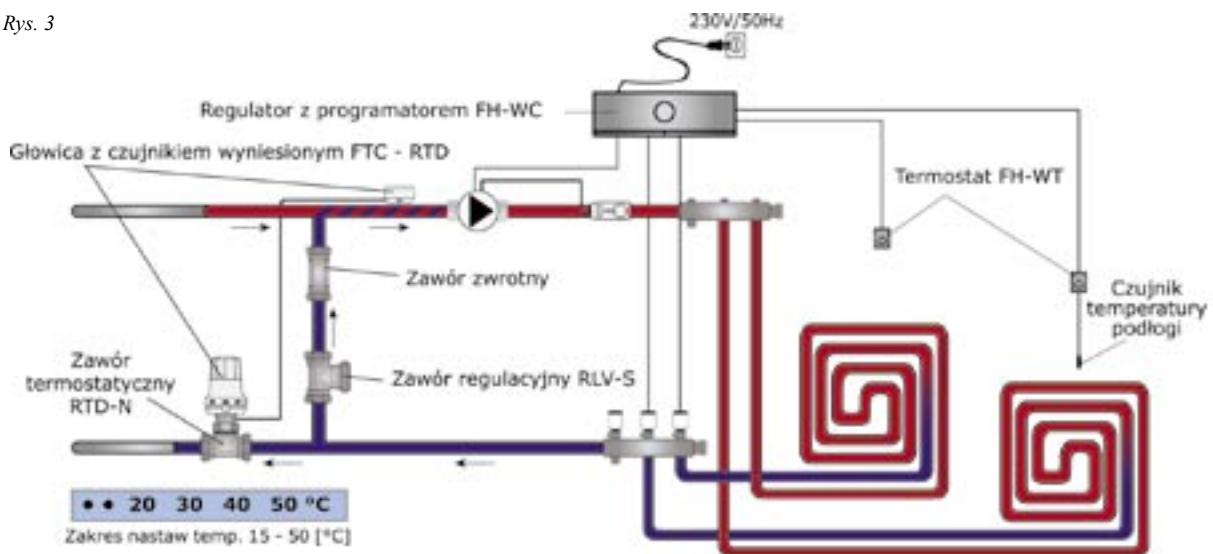 Rys. 3
230V/50Hz
Regulator z programatorem FH-WC
Głowica z czujnikiem wyniesionym FTC - RTD
Termostat FH-WT
Zawór zwrotny
Czujnik
temperatury
podłogi
Zawór
termostatyczny
RTD-N
Zawór regulacyjny RLV-S
• • 20 30 40 50 °C
Zakres nastaw temp. 15 - 50 [°C]